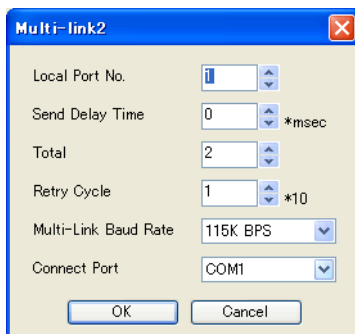 Multi-link2
Local Port No. 1
Send Delay Time 0 *msec
Total 2
Retry Cycle 1 *10
Multi-Link Baud Rate 115K BPS
Connect Port COM1
OK Cancel